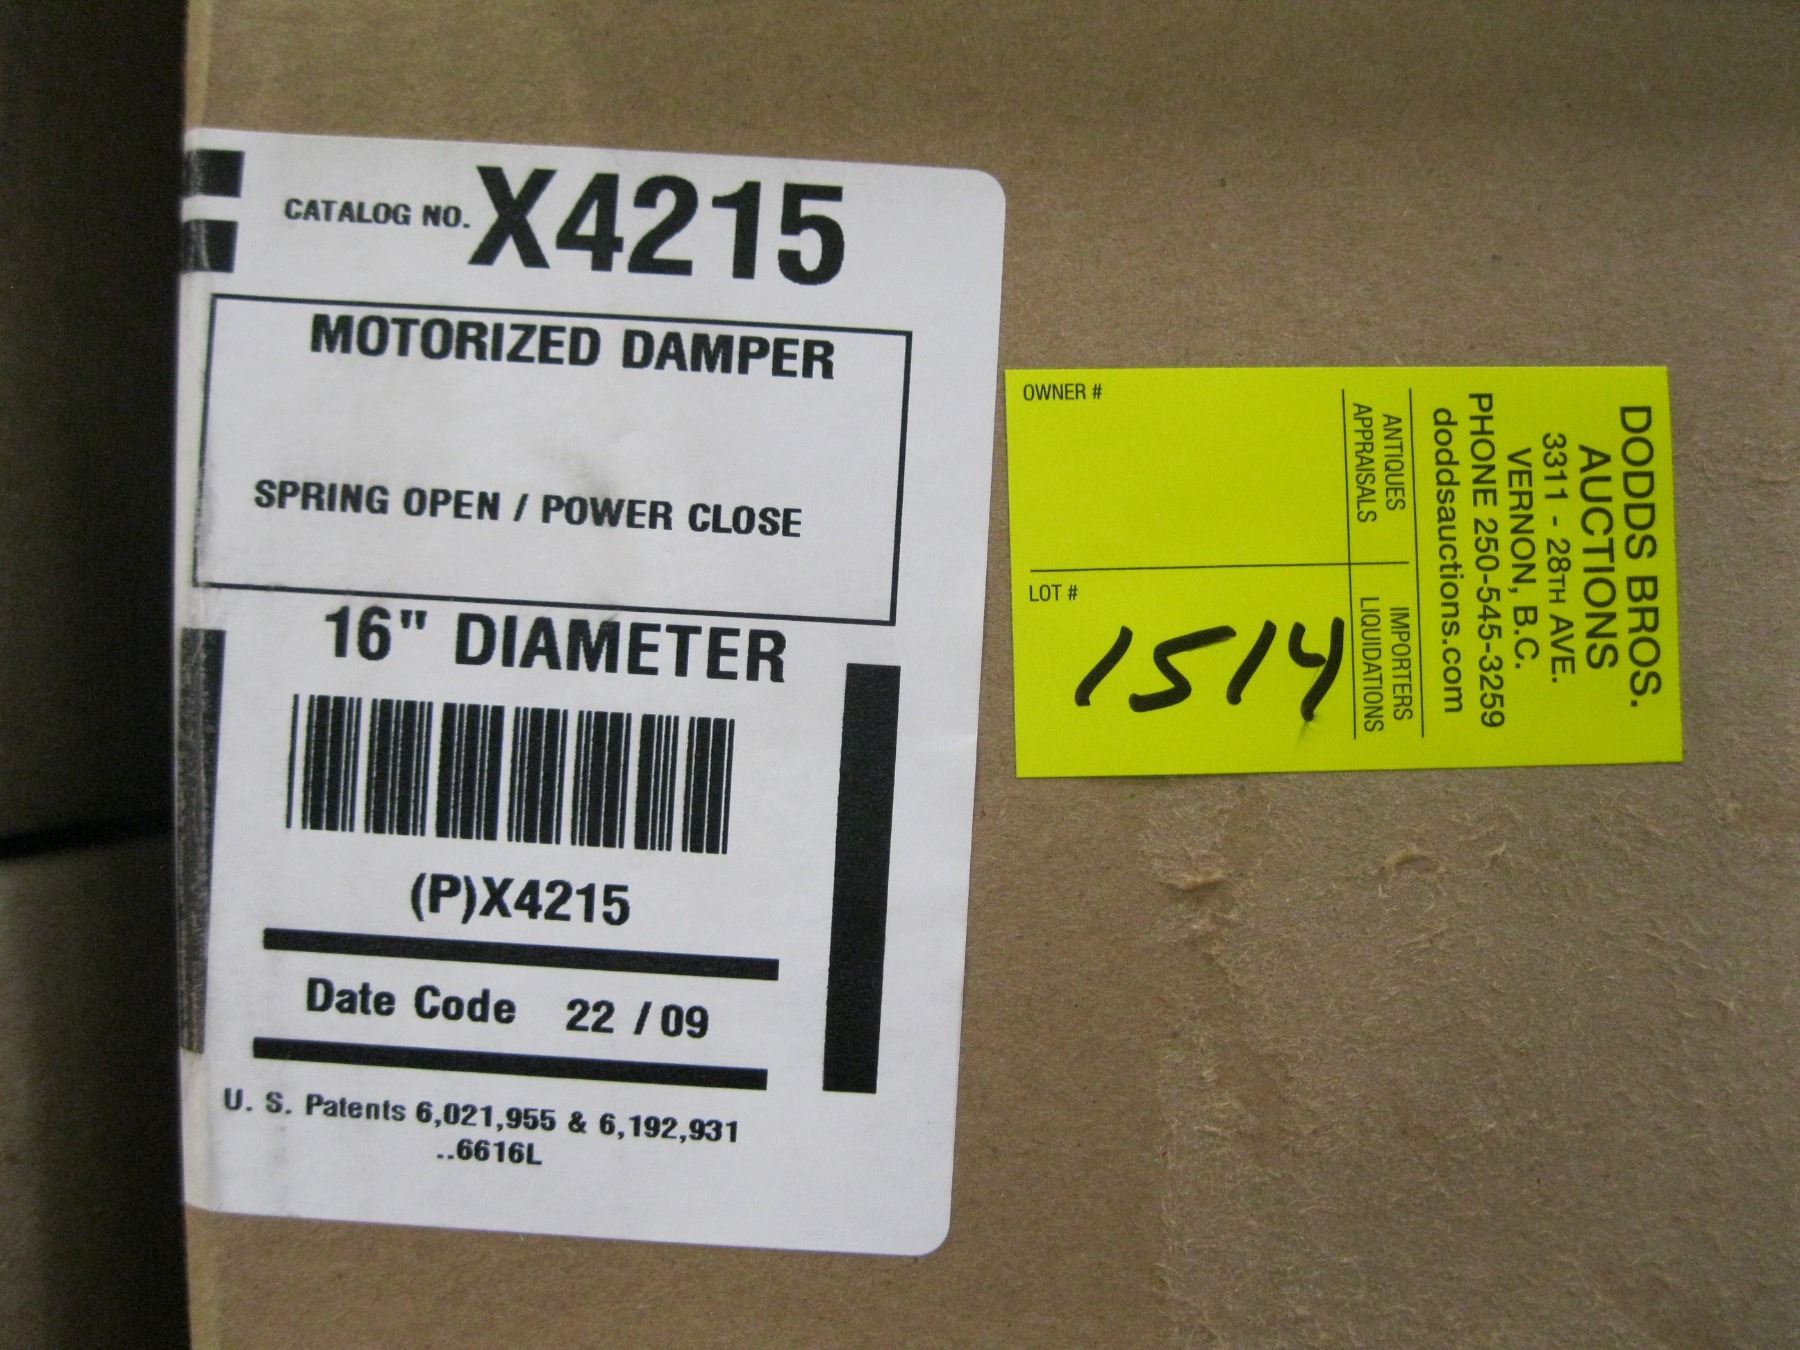 CATALOG NO. X4215
MOTORIZED DAMPER
SPRING OPEN / POWER CLOSE
16" DIAMETER
(P)X4215
Date Code 22 / 09
U. S. Patents 6,021,955 & 6,192,931
..6616L
DODDS BROS.
AUCTIONS
3311 - 28TH AVE.
VERNON, B.C.
PHONE 250-545-3259
doddsauctions.com
ANTIQUES IMPORTERS
APPRAISALS LIQUIDATIONS
OWNER #
LOT #
1514